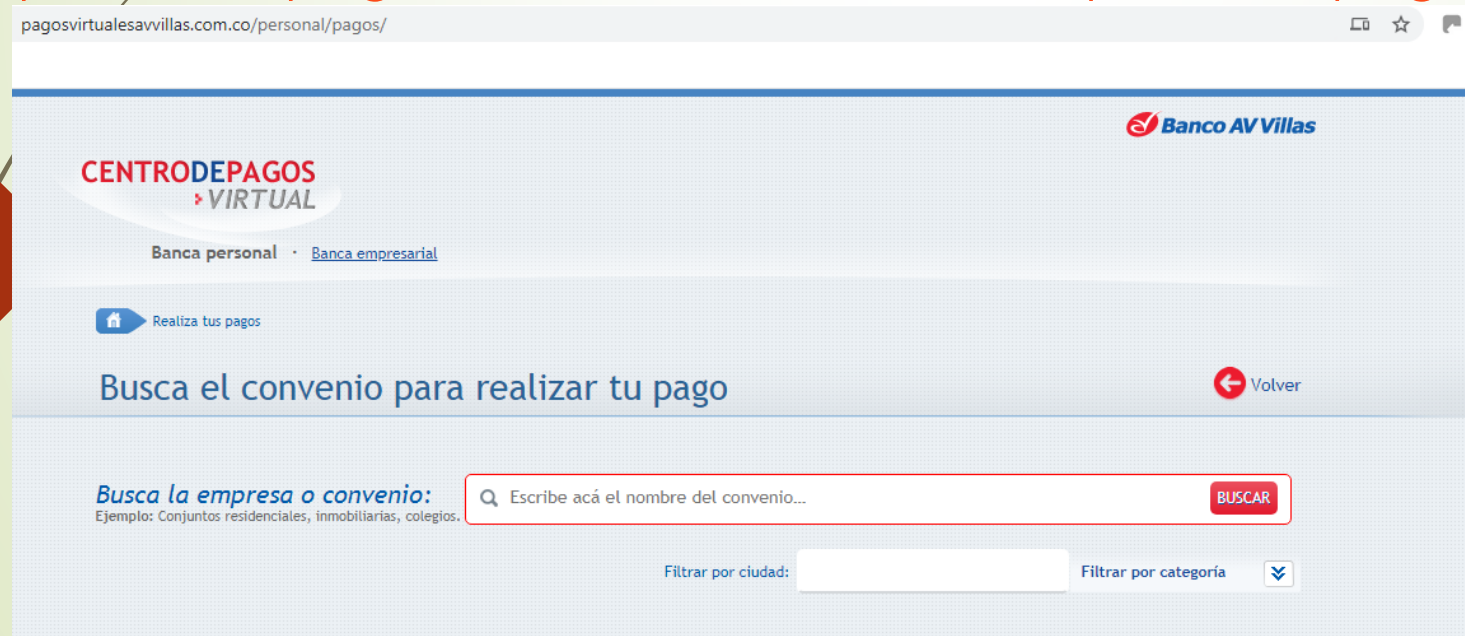 pagosvirtualesavvillas.com.co/personal/pagos/
Banco AV Villas
CENTRODEPAGOS
VIRTUAL
Banca personal · Banca empresarial
Realiza tus pagos
Busca el convenio para realizar tu pago
Volver
Busca la empresa o convenio:
Escribe acá el nombre del convenio...
BUSCAR
Ejemplo: Conjuntos residenciales, inmobiliarias, colegios.
Filtrar por ciudad:
Filtrar por categoría